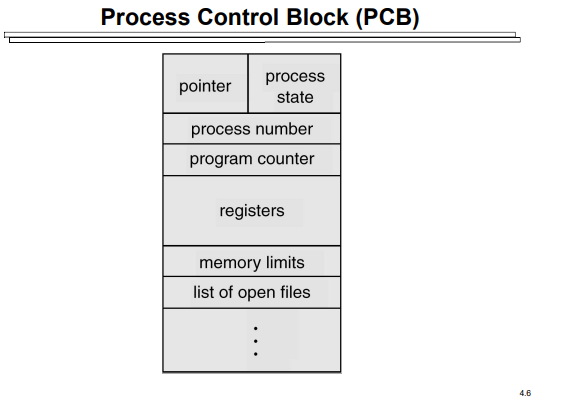 Process Control Block (PCB)
pointer
process
state
process number
program counter
registers
memory limits
list of open files
4.6